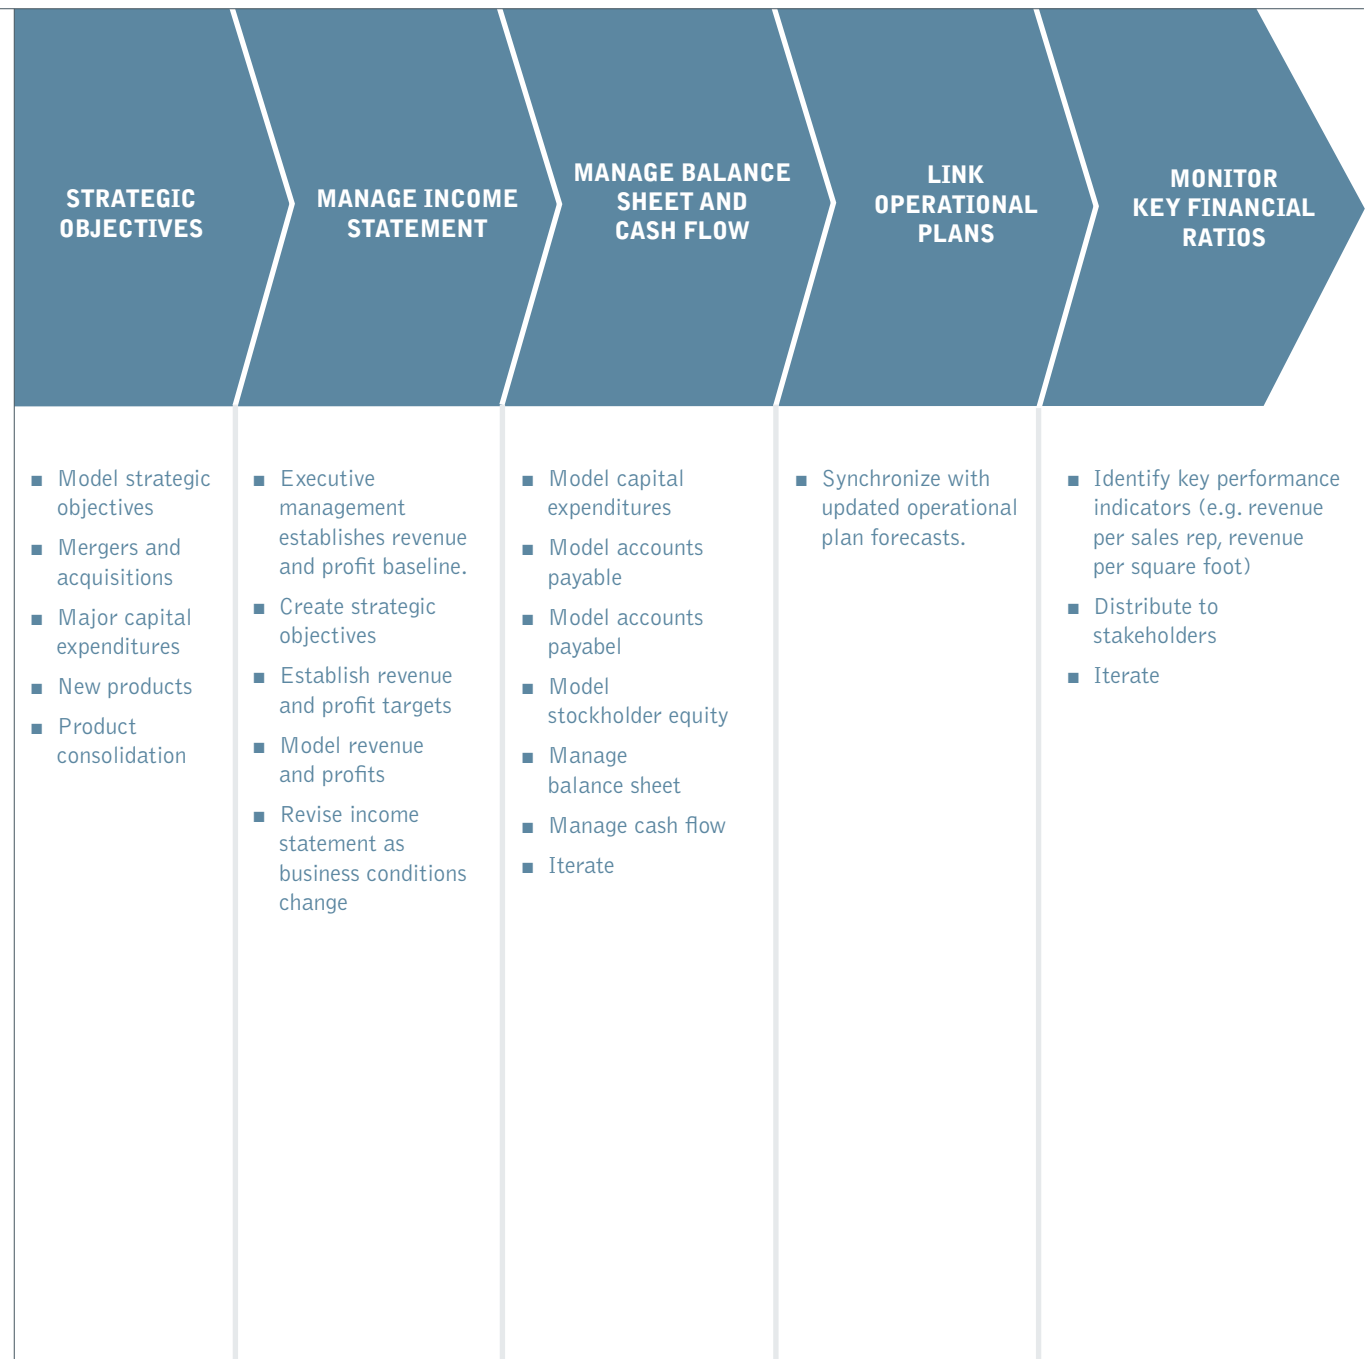 STRATEGIC
OBJECTIVES
MANAGE INCOME
STATEMENT
MANAGE BALANCE
SHEET AND
CASH FLOW
LINK
OPERATIONAL
PLANS
MONITOR
KEY FINANCIAL
RATIOS
■ Model strategic
objectives
■ Mergers and
acquisitions
■ Major capital
expenditures
■ New products
■ Product
consolidation
■ Executive
management
establishes revenue
and profit baseline.
■ Create strategic
objectives
■ Establish revenue
and profit targets
■ Model revenue
and profits
■ Revise income
statement as
business conditions
change
■ Model capital
expenditures
■ Model accounts
payable
■ Model accounts
payabel
■ Model
stockholder equity
■ Manage
balance sheet
■ Manage cash flow
■ Iterate
■ Synchronize with
updated operational
plan forecasts.
■ Identify key performance
indicators (e.g. revenue
per sales rep, revenue
per square foot)
■ Distribute to
stakeholders
■ Iterate